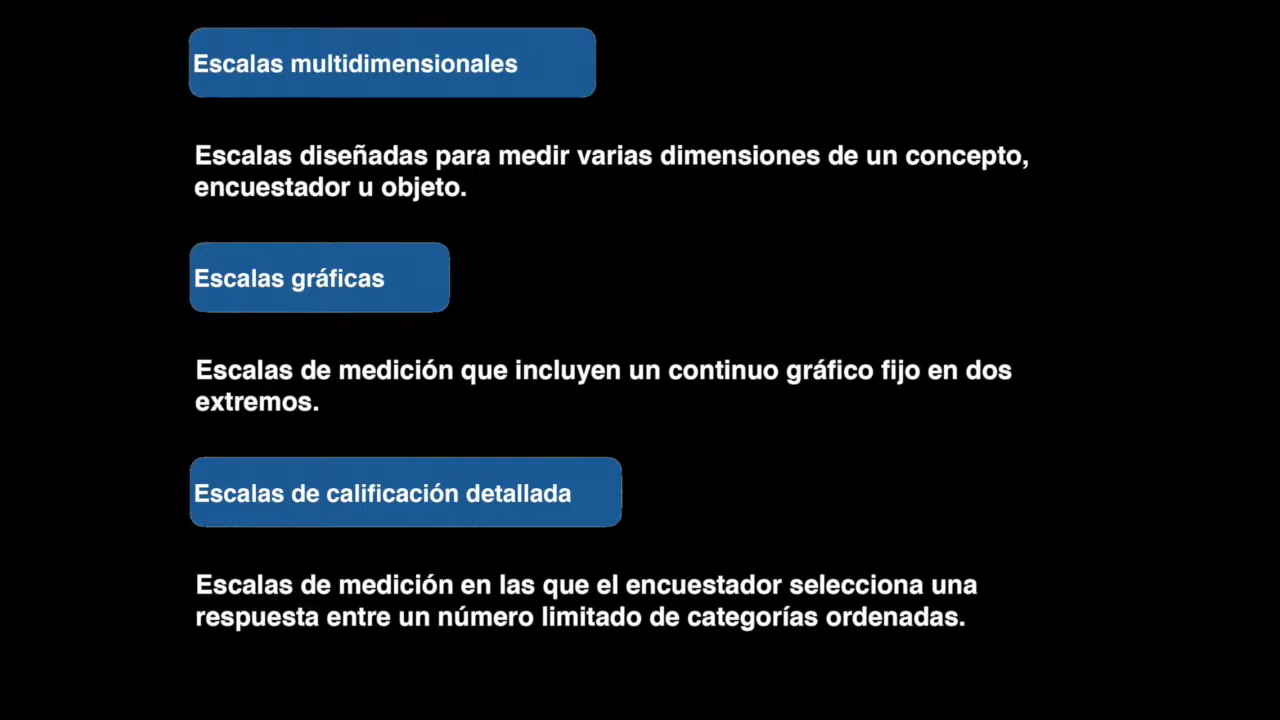 Escalas multidimensionales
Escalas diseñadas para medir varias dimensiones de un concepto,
encuestador u objeto.
Escalas gráficas
Escalas de medición que incluyen un continuo gráfico fijo en dos
extremos.
Escalas de calificación detallada
Escalas de medición en las que el encuestador selecciona una
respuesta entre un número limitado de categorías ordenadas.